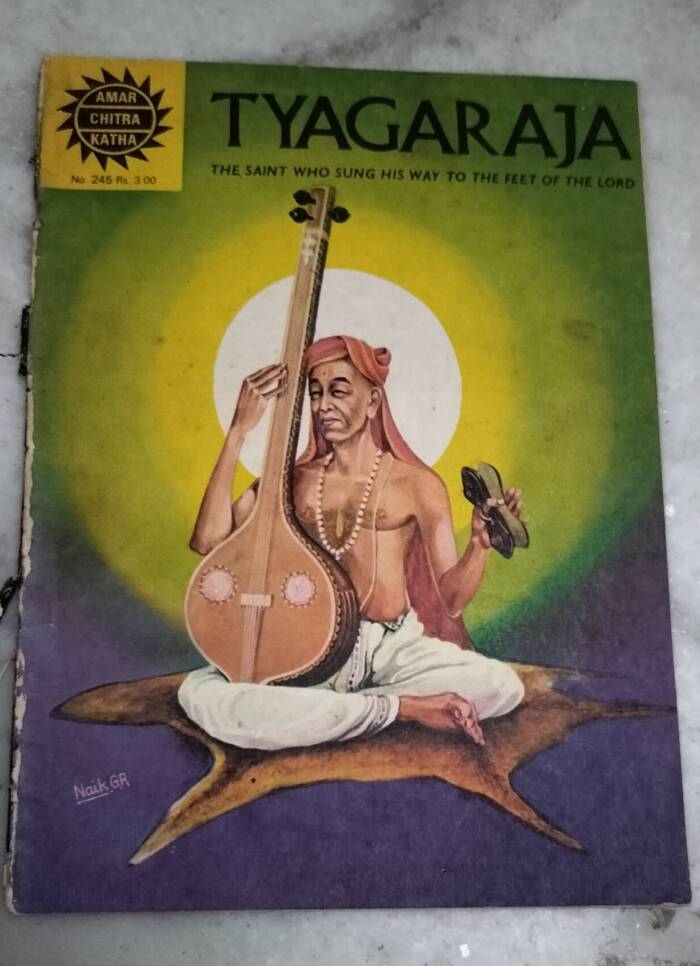 AMAR
CHITRA
KATHA
No 245 Rs. 3.00
TYAGARAJA
THE SAINT WHO SUNG HIS WAY TO THE FEET OF THE LORD
Naik GR